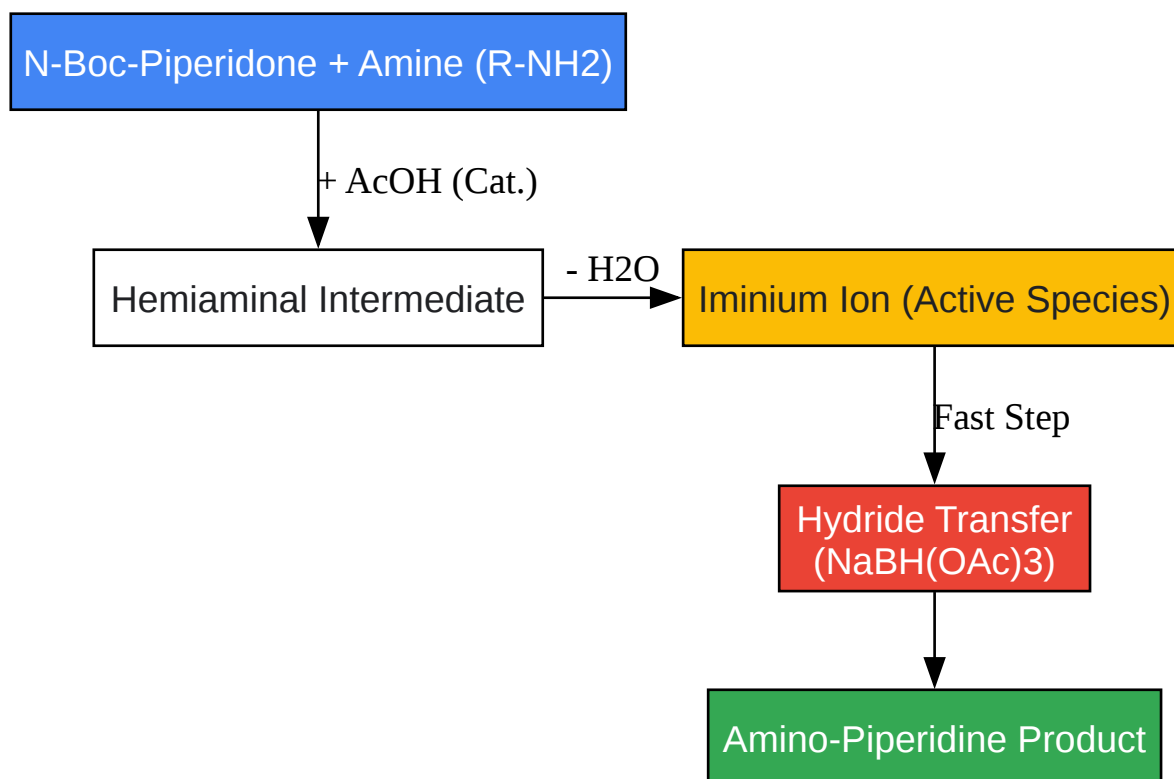 N-Boc-Piperidone + Amine (R-NH2)
+ AcOH (Cat.)
Hemiaminal Intermediate
- H2O
Iminium Ion (Active Species)
Fast Step
Hydride Transfer
(NaBH(OAc)3)
Amino-Piperidine Product